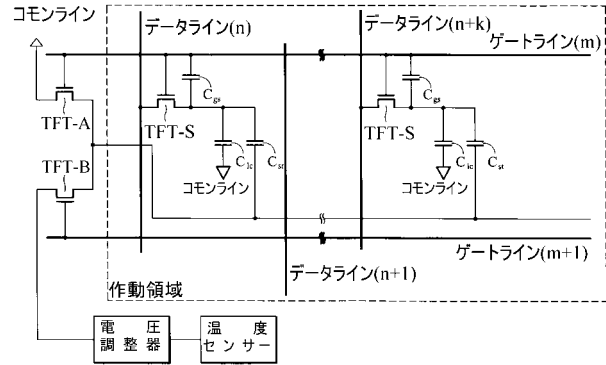 コモンライン
データライン(n)
データライン(n+k)
ゲートライン(m)
Cgs
Cgs
TFT-A
TFT-S
TFT-S
TFT-B
Clc
Cst
Clc
Cst
コモンライン
コモンライン
ゲートライン(m+1)
データライン(n+1)
作動領域
電圧
調整器
温度
センサー